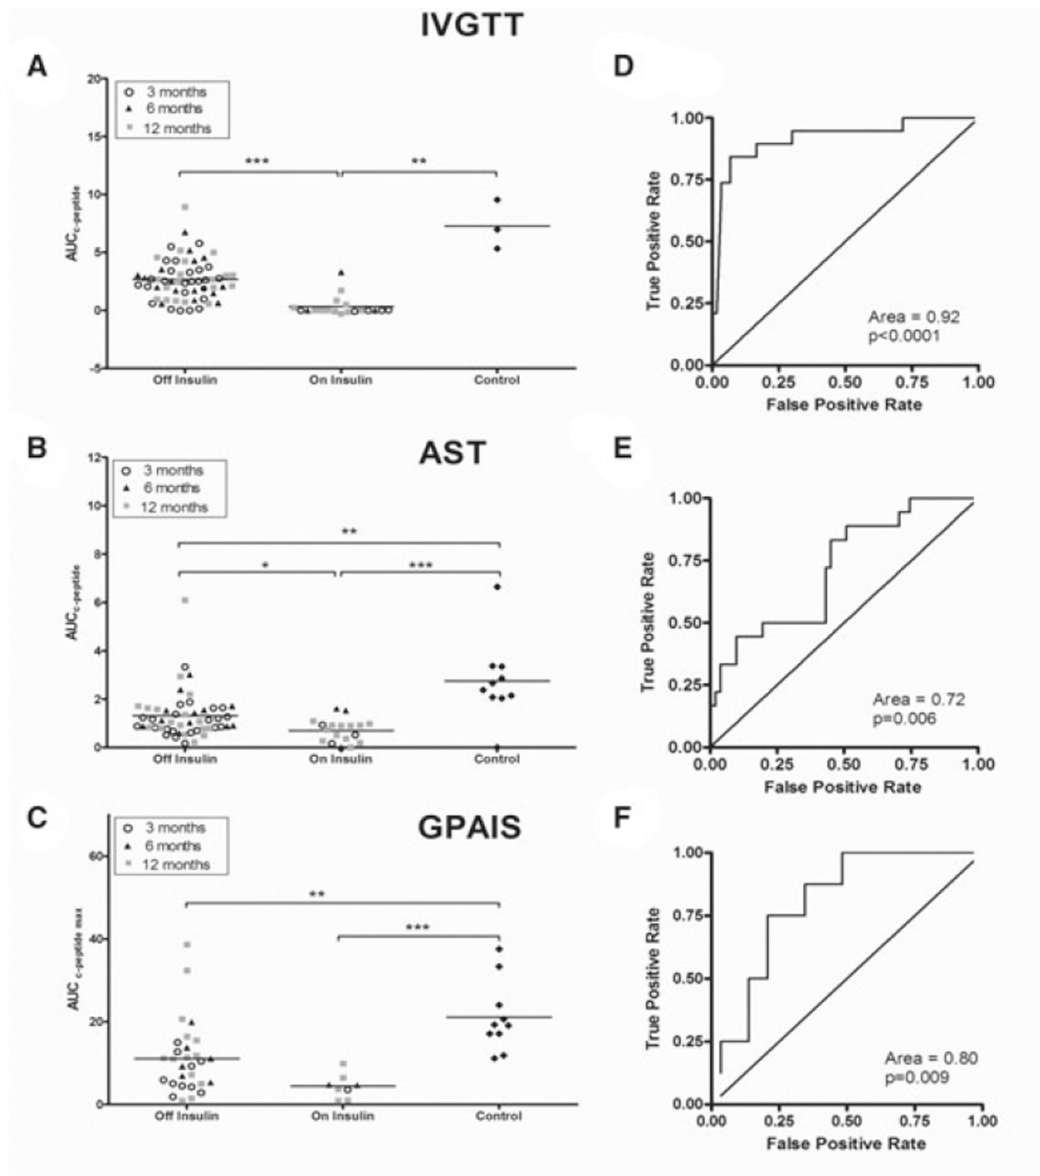 IVGTT
A
20
15
10
5
0
-5
AUCc-peptide
3 months
6 months
12 months
***
**
Off Insulin
On Insulin
Control
D
1.00
0.75
0.50
0.25
0.00
True Positive Rate
Area = 0.92
p<0.0001
0.00 0.25 0.50 0.75 1.00
False Positive Rate
B
AST
12
10
8
6
4
2
0
AUCc-peptide
3 months
6 months
12 months
**
*
***
Off Insulin
On Insulin
Control
E
1.00
0.75
0.50
0.25
0.00
True Positive Rate
Area = 0.72
p=0.006
0.00 0.25 0.50 0.75 1.00
False Positive Rate
C
GPAIS
60
40
20
0
AUC c-peptide max
3 months
6 months
12 months
**
***
Off Insulin
On Insulin
Control
F
1.00
0.75
0.50
0.25
0.00
True Positive Rate
Area = 0.80
p=0.009
0.00 0.25 0.50 0.75 1.00
False Positive Rate